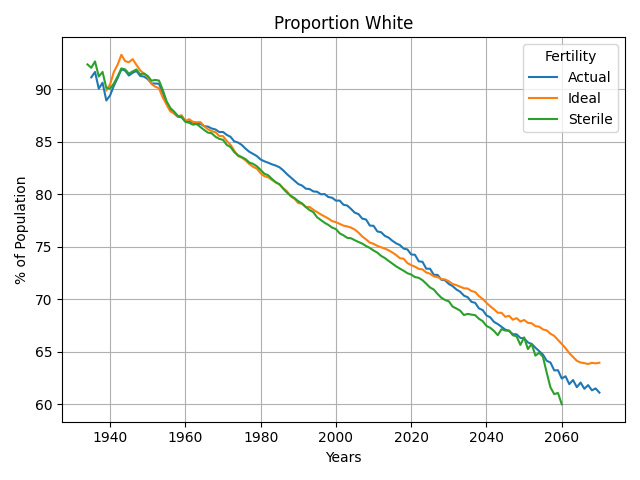 Proportion White
Fertility
Actual
Ideal
Sterile
% of Population
90
85
80
75
70
65
60
1940 1960 1980 2000 2020 2040 2060
Years